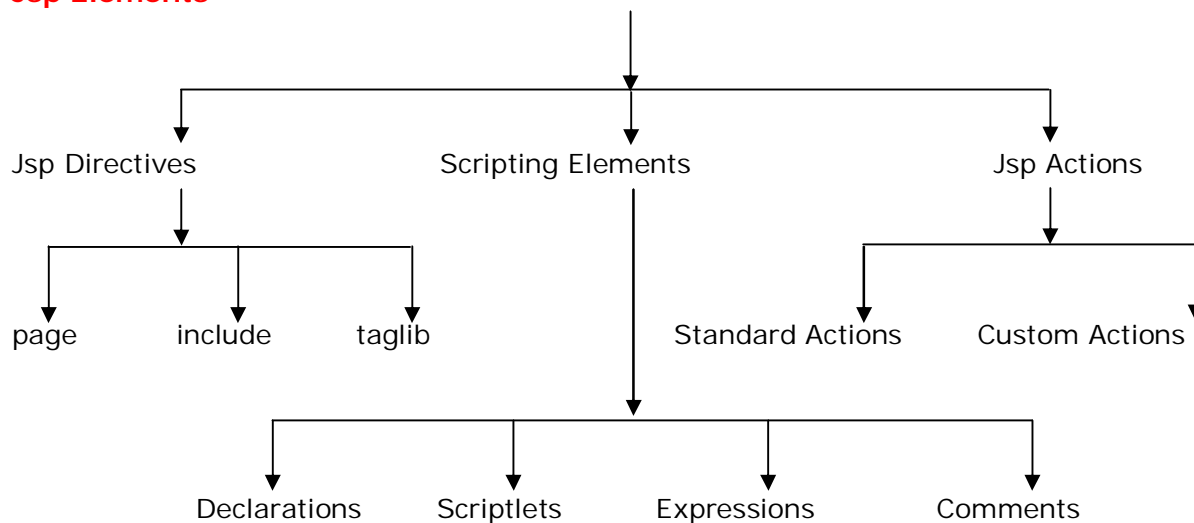 Jsp Elements
Jsp Directives Scripting Elements Jsp Actions
page include taglib Standard Actions Custom Actions
Declarations Scriptlets Expressions Comments